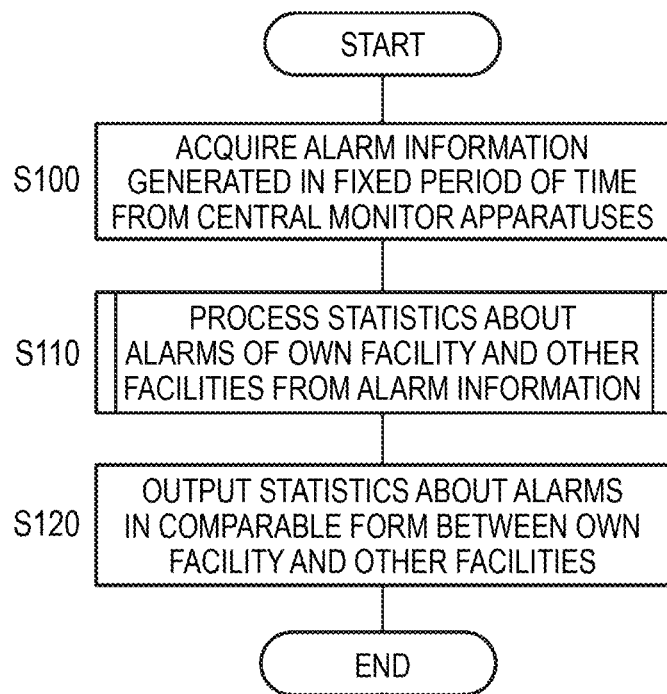 START
S100
ACQUIRE ALARM INFORMATION
GENERATED IN FIXED PERIOD OF TIME
FROM CENTRAL MONITOR APPARATUSES
S110
PROCESS STATISTICS ABOUT
ALARMS OF OWN FACILITY AND OTHER
FACILITIES FROM ALARM INFORMATION
S120
OUTPUT STATISTICS ABOUT ALARMS
IN COMPARABLE FORM BETWEEN OWN
FACILITY AND OTHER FACILITIES
END